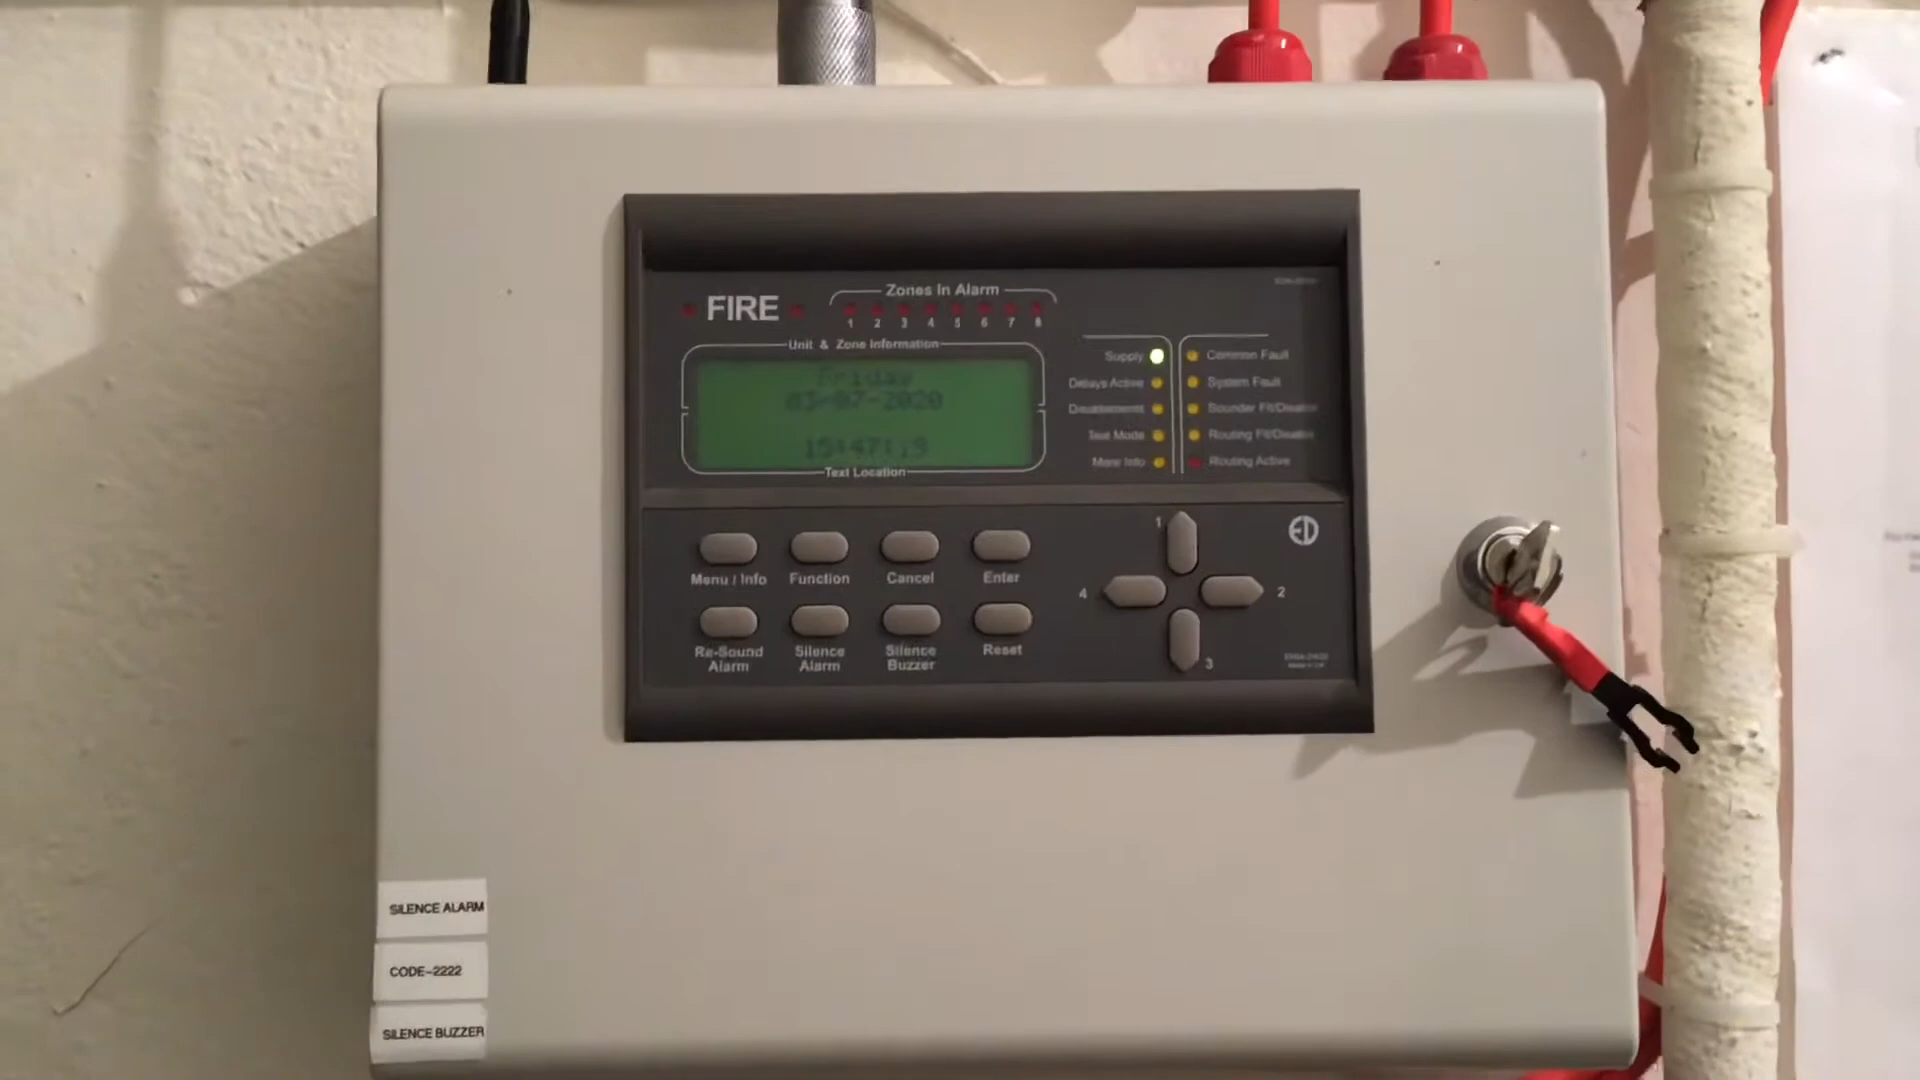 FIRE
Zones In Alarm
1 2 3 4 5 6 7 8
Unit & Zone Information
Friday
03-07-2020
Text Location
Supply
Delays Active
Disablements
Test Mode
More Info
Common Fault
System Fault
Sounder Flt/Disable
Routing Flt/Disable
Routing Active
Menu / Info
Function
Cancel
Enter
Re-Sound
Alarm
Silence
Alarm
Silence
Buzzer
Reset
1
2
3
4
ED
SILENCE ALARM
CODE-2222
SILENCE BUZZER